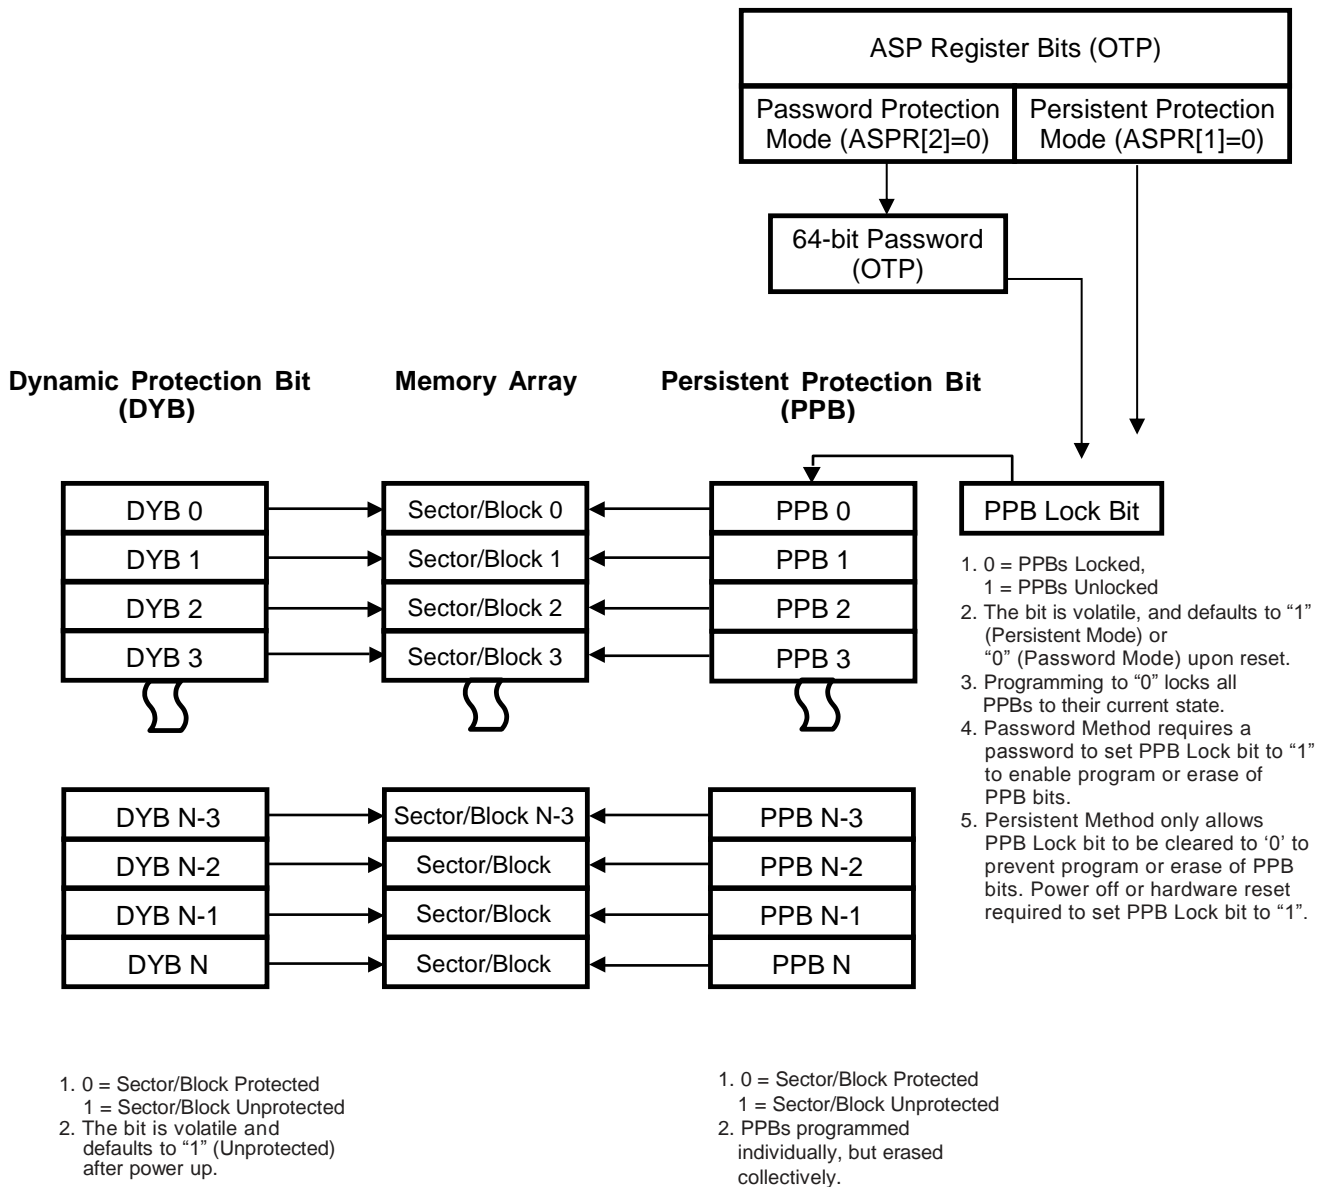 ASP Register Bits (OTP)
Password Protection
Mode (ASPR[2]=0)
Persistent Protection
Mode (ASPR[1]=0)
64-bit Password
(OTP)
Dynamic Protection Bit
(DYB)
Memory Array
Persistent Protection Bit
(PPB)
DYB 0
Sector/Block 0
PPB 0
PPB Lock Bit
DYB 1
Sector/Block 1
PPB 1
DYB 2
Sector/Block 2
PPB 2
DYB 3
Sector/Block 3
PPB 3
1. 0 = PPBs Locked,
1 = PPBs Unlocked
2. The bit is volatile, and defaults to “1”
(Persistent Mode) or
“0” (Password Mode) upon reset.
3. Programming to “0” locks all
PPBs to their current state.
4. Password Method requires a
password to set PPB Lock bit to “1”
to enable program or erase of
PPB bits.
5. Persistent Method only allows
PPB Lock bit to be cleared to ‘0’ to
prevent program or erase of PPB
bits. Power off or hardware reset
required to set PPB Lock bit to “1”.
DYB N-3
Sector/Block N-3
PPB N-3
DYB N-2
Sector/Block
PPB N-2
DYB N-1
Sector/Block
PPB N-1
DYB N
Sector/Block
PPB N
1. 0 = Sector/Block Protected
1 = Sector/Block Unprotected
2. The bit is volatile and
defaults to “1” (Unprotected)
after power up.
1. 0 = Sector/Block Protected
1 = Sector/Block Unprotected
2. PPBs programmed
individually, but erased
collectively.